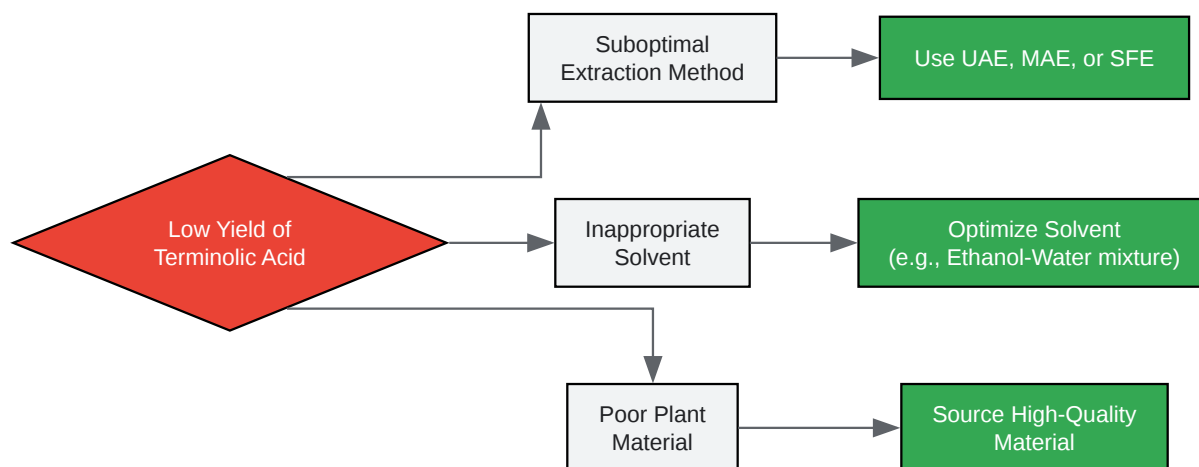 Suboptimal
Extraction Method
Use UAE, MAE, or SFE
Low Yield of
Terminolic Acid
Inappropriate
Solvent
Optimize Solvent
(e.g., Ethanol-Water mixture)
Poor Plant
Material
Source High-Quality
Material